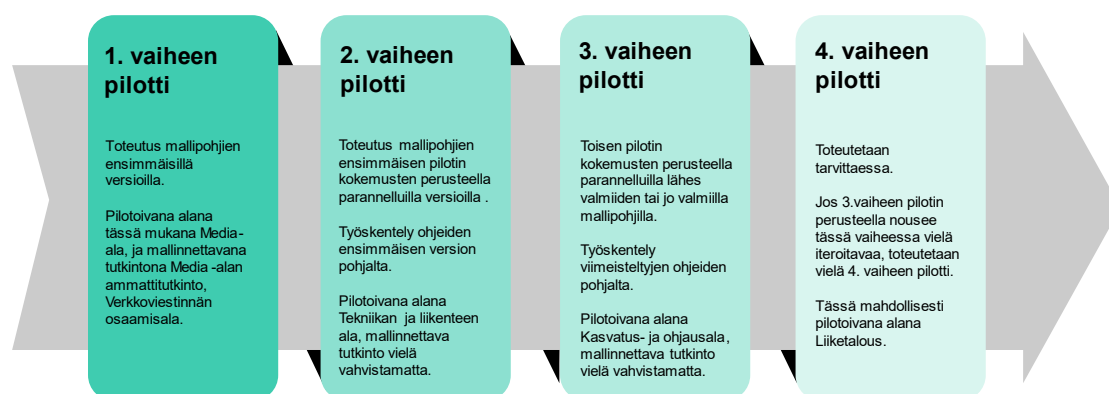 1. vaiheen
pilotti
Toteutus mallipohjien
ensimmäisillä
versioilla.
Pilotoivana alana
tässä mukana Media-
ala, ja mallinnettavana
tutkintona Media -alan
ammattitutkinto,
Verkkoviestinnän
osaamisala.
2. vaiheen
pilotti
Toteutus mallipohjien
ensimmäisen pilotin
kokemusten perusteella
parannelluilla versioilla .
Työskentely ohjeiden
ensimmäisen version
pohjalta.
Pilotoivana alana
Tekniikan ja liikenteen
ala, mallinnettava
tutkinto vielä
vahvistamatta.
3. vaiheen
pilotti
Toisen pilotin
kokemusten perusteella
parannelluilla lähes
valmiiden tai jo valmiilla
mallipohjilla.
Työskentely
viimeisteltyjen ohjeiden
pohjalta.
Pilotoivana alana
Kasvatus- ja ohjausala,
mallinnettava tutkinto
vielä vahvistamatta.
4. vaiheen
pilotti
Toteutetaan
tarvittaessa.
Jos 3.vaiheen pilotin
perusteella nousee
tässä vaiheessa vielä
iteroitavaa, toteutetaan
vielä 4. vaiheen pilotti.
Tässä mahdollisesti
pilotoivana alana
Liiketalous.